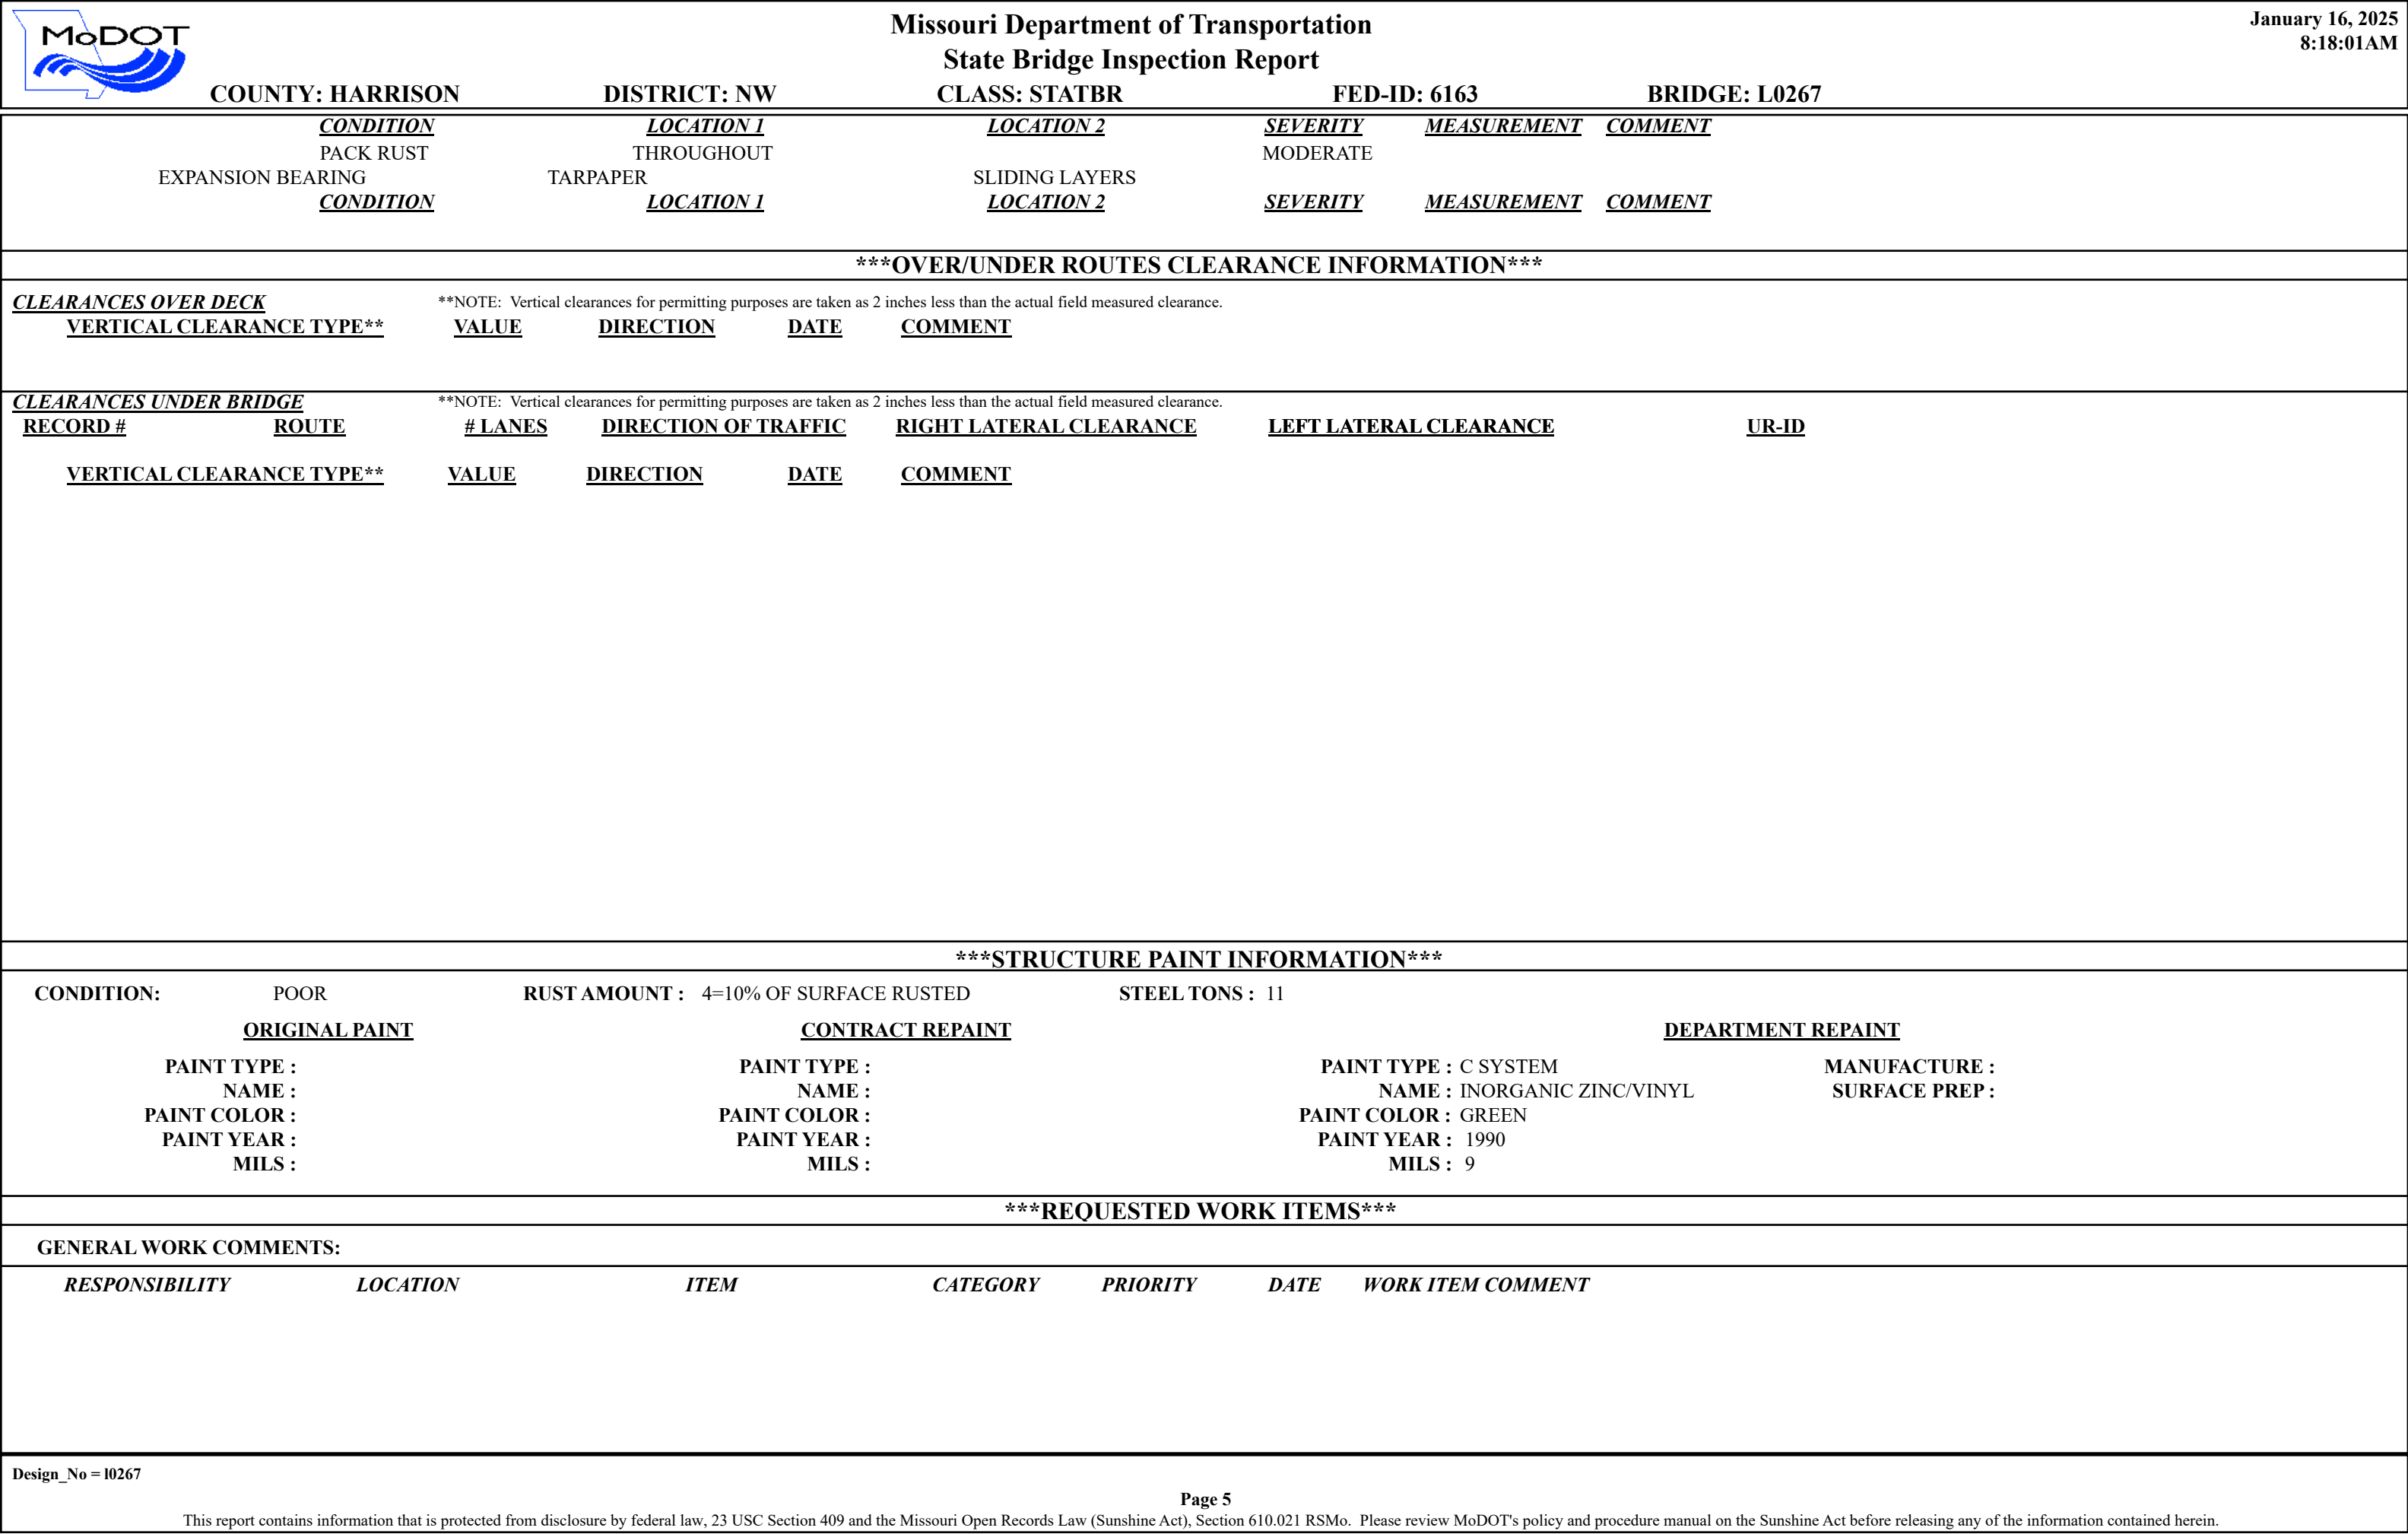 MoDOT
Missouri Department of Transportation
State Bridge Inspection Report
January 16, 2025
8:18:01AM
COUNTY: HARRISON DISTRICT: NW CLASS: STATBR FED-ID: 6163 BRIDGE: L0267
CONDITION LOCATION 1 LOCATION 2 SEVERITY MEASUREMENT COMMENT
PACK RUST THROUGHOUT MODERATE
EXPANSION BEARING TARPAPER SLIDING LAYERS
CONDITION LOCATION 1 LOCATION 2 SEVERITY MEASUREMENT COMMENT
***OVER/UNDER ROUTES CLEARANCE INFORMATION***
CLEARANCES OVER DECK **NOTE: Vertical clearances for permitting purposes are taken as 2 inches less than the actual field measured clearance.
VERTICAL CLEARANCE TYPE** VALUE DIRECTION DATE COMMENT
CLEARANCES UNDER BRIDGE **NOTE: Vertical clearances for permitting purposes are taken as 2 inches less than the actual field measured clearance.
RECORD # ROUTE # LANES DIRECTION OF TRAFFIC RIGHT LATERAL CLEARANCE LEFT LATERAL CLEARANCE UR-ID
VERTICAL CLEARANCE TYPE** VALUE DIRECTION DATE COMMENT
***STRUCTURE PAINT INFORMATION***
CONDITION: POOR RUST AMOUNT : 4=10% OF SURFACE RUSTED STEEL TONS : 11
ORIGINAL PAINT CONTRACT REPAINT DEPARTMENT REPAINT
PAINT TYPE : PAINT TYPE : PAINT TYPE : C SYSTEM MANUFACTURE :
NAME : NAME : NAME : INORGANIC ZINC/VINYL SURFACE PREP :
PAINT COLOR : PAINT COLOR : PAINT COLOR : GREEN
PAINT YEAR : PAINT YEAR : PAINT YEAR : 1990
MILS : MILS : MILS : 9
***REQUESTED WORK ITEMS***
GENERAL WORK COMMENTS:
RESPONSIBILITY LOCATION ITEM CATEGORY PRIORITY DATE WORK ITEM COMMENT
Design_No = l0267
Page 5
This report contains information that is protected from disclosure by federal law, 23 USC Section 409 and the Missouri Open Records Law (Sunshine Act), Section 610.021 RSMo. Please review MoDOT's policy and procedure manual on the Sunshine Act before releasing any of the information contained herein.